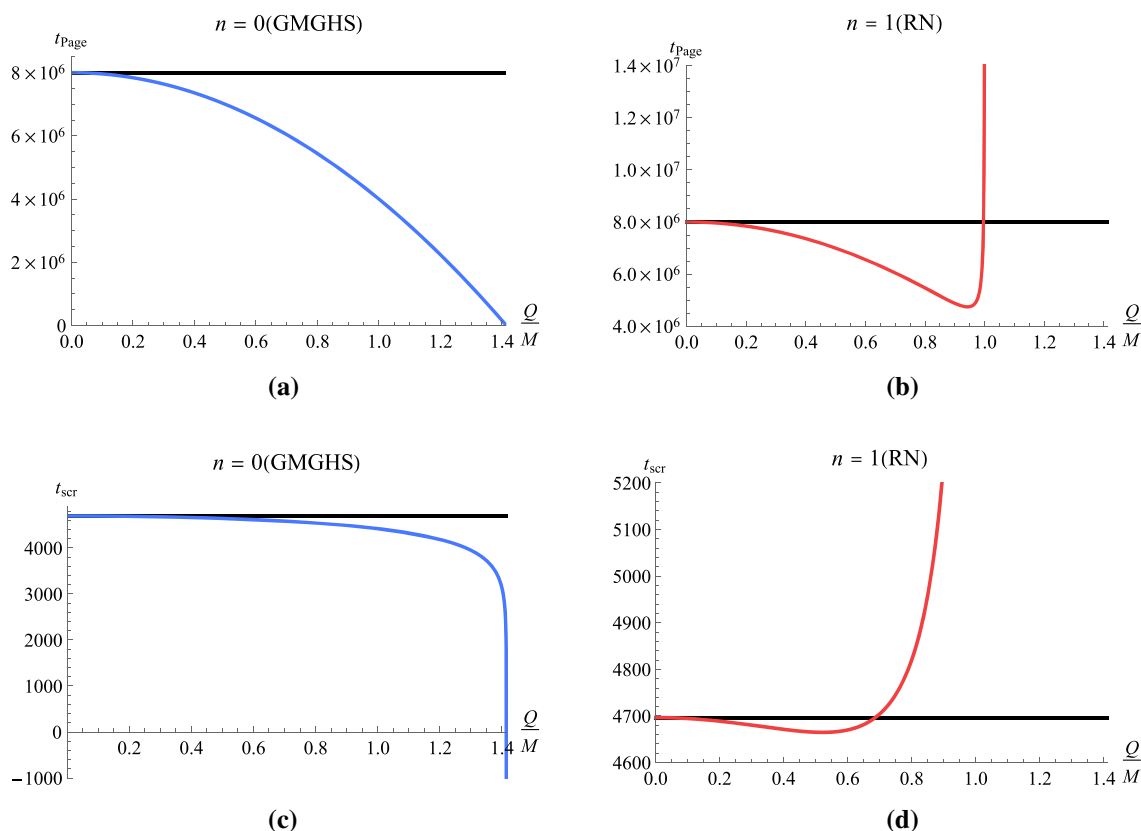 n = 0(GMGHS)
t_Page
8 × 10^6
6 × 10^6
4 × 10^6
2 × 10^6
0
0.0 0.2 0.4 0.6 0.8 1.0 1.2 1.4
Q
M
(a)
n = 1(RN)
t_Page
1.4 × 10^7
1.2 × 10^7
1.0 × 10^7
8.0 × 10^6
6.0 × 10^6
4.0 × 10^6
0.0 0.2 0.4 0.6 0.8 1.0 1.2 1.4
Q
M
(b)
n = 0(GMGHS)
t_scr
4000
3000
2000
1000
0
−1000
0.2 0.4 0.6 0.8 1.0 1.2 1.4
Q
M
(c)
n = 1(RN)
t_scr
5200
5100
5000
4900
4800
4700
4600
0.0 0.2 0.4 0.6 0.8 1.0 1.2 1.4
Q
M
(d)